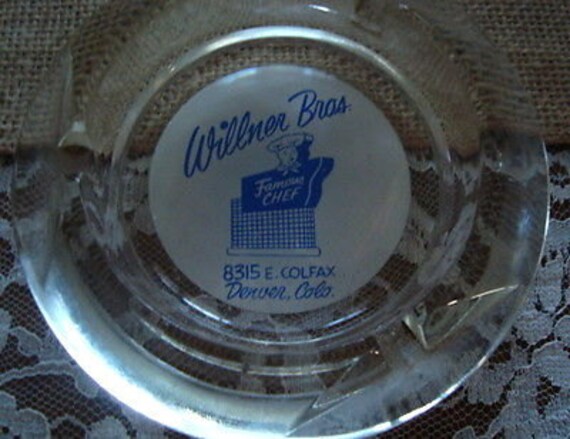 Willner Bros.
Famous
CHEF
8315 E. COLFAX
Denver, Colo.